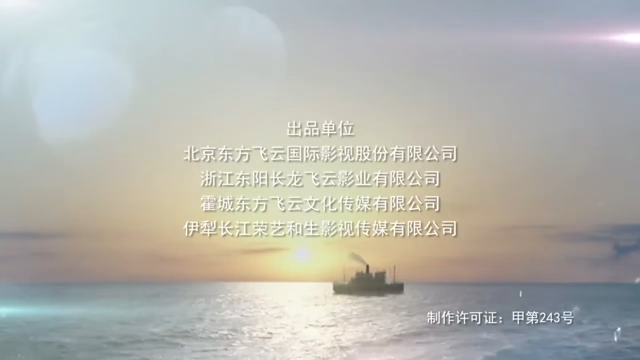 出品单位
北京东方飞云国际影视股份有限公司
浙江东阳长龙飞云影业有限公司
霍城东方飞云文化传媒有限公司
伊犁长江荣艺和生影视传媒有限公司
制作许可证：甲第243号